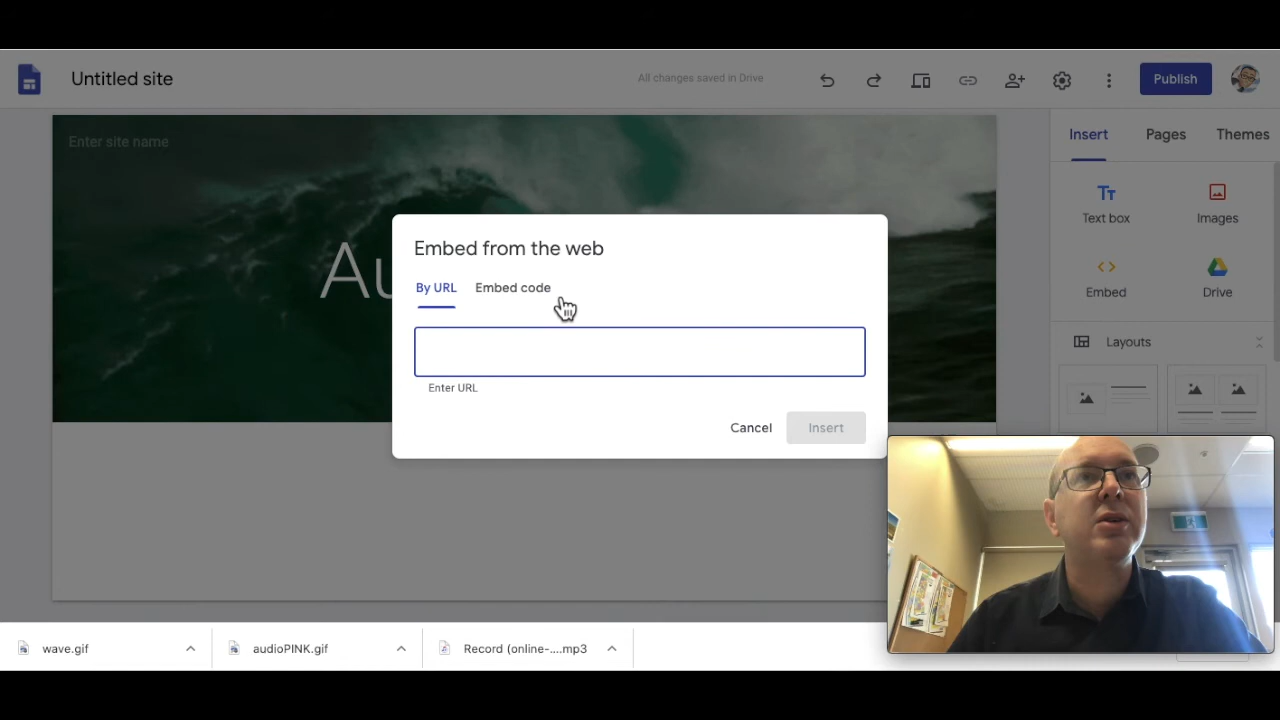 Untitled site
All changes saved in Drive
Publish
Enter site name
Insert
Pages
Themes
Text box
Images
Embed
Drive
Layouts
Au
Embed from the web
By URL
Embed code
Enter URL
Cancel
Insert
wave.gif
audioPINK.gif
Record (online-....mp3